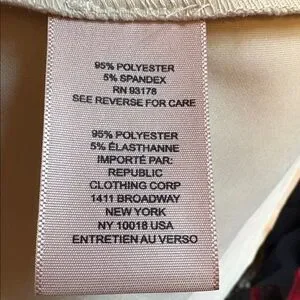 95% POLYESTER
5% SPANDEX
RN 93178
SEE REVERSE FOR CARE
95% POLYESTER
5% ÉLASTHANNE
IMPORTÉ PAR:
REPUBLIC
CLOTHING CORP
1411 BROADWAY
NEW YORK
NY 10018 USA
ENTRETIEN AU VERSO